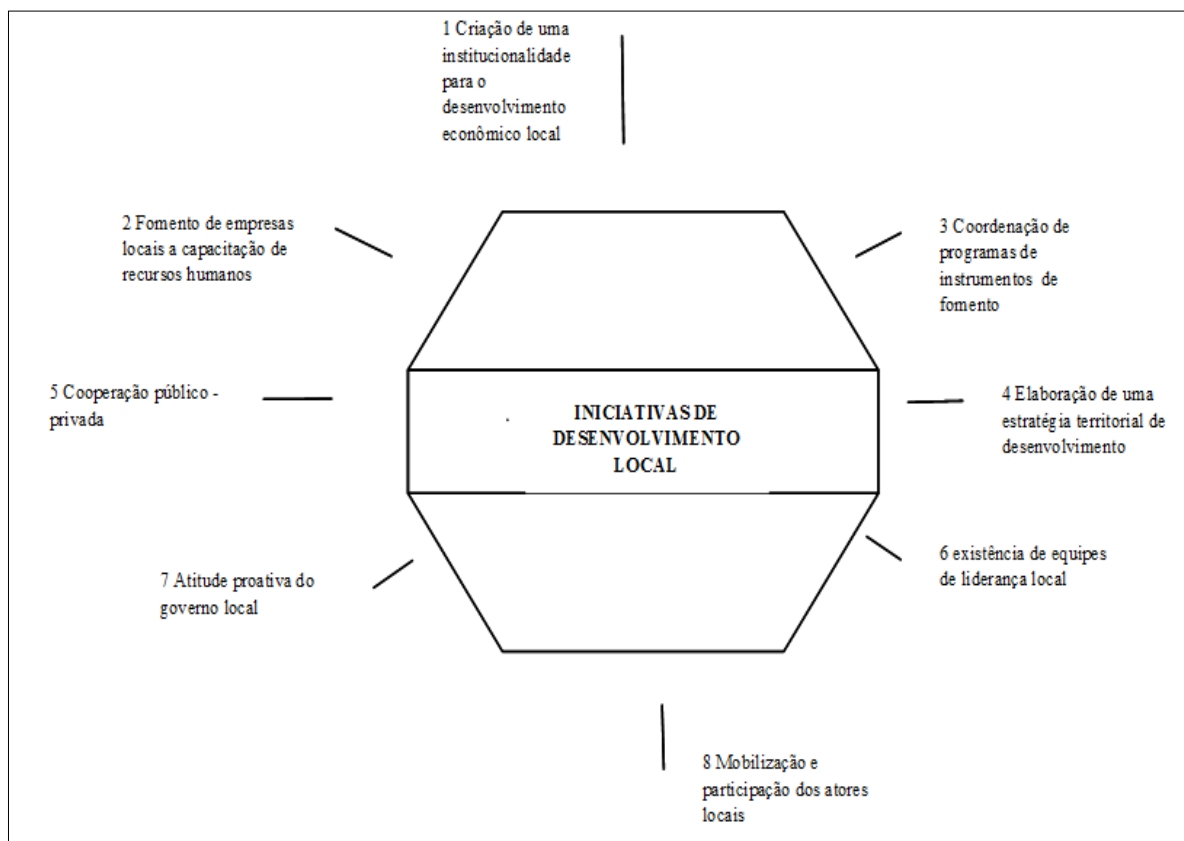 1 Criação de uma
institucionalidade
para o
desenvolvimento
econômico local
2 Fomento de empresas
locais a capacitação de
recursos humanos
3 Coordenação de
programas de
instrumentos de
fomento
5 Cooperação público -
privada
INICIATIVAS DE
DESENVOLVIMENTO
LOCAL
4 Elaboração de uma
estratégia territorial de
desenvolvimento
7 Atitude proativa do
governo local
6 existência de equipes
de liderança local
8 Mobilização e
participação dos atores
locais